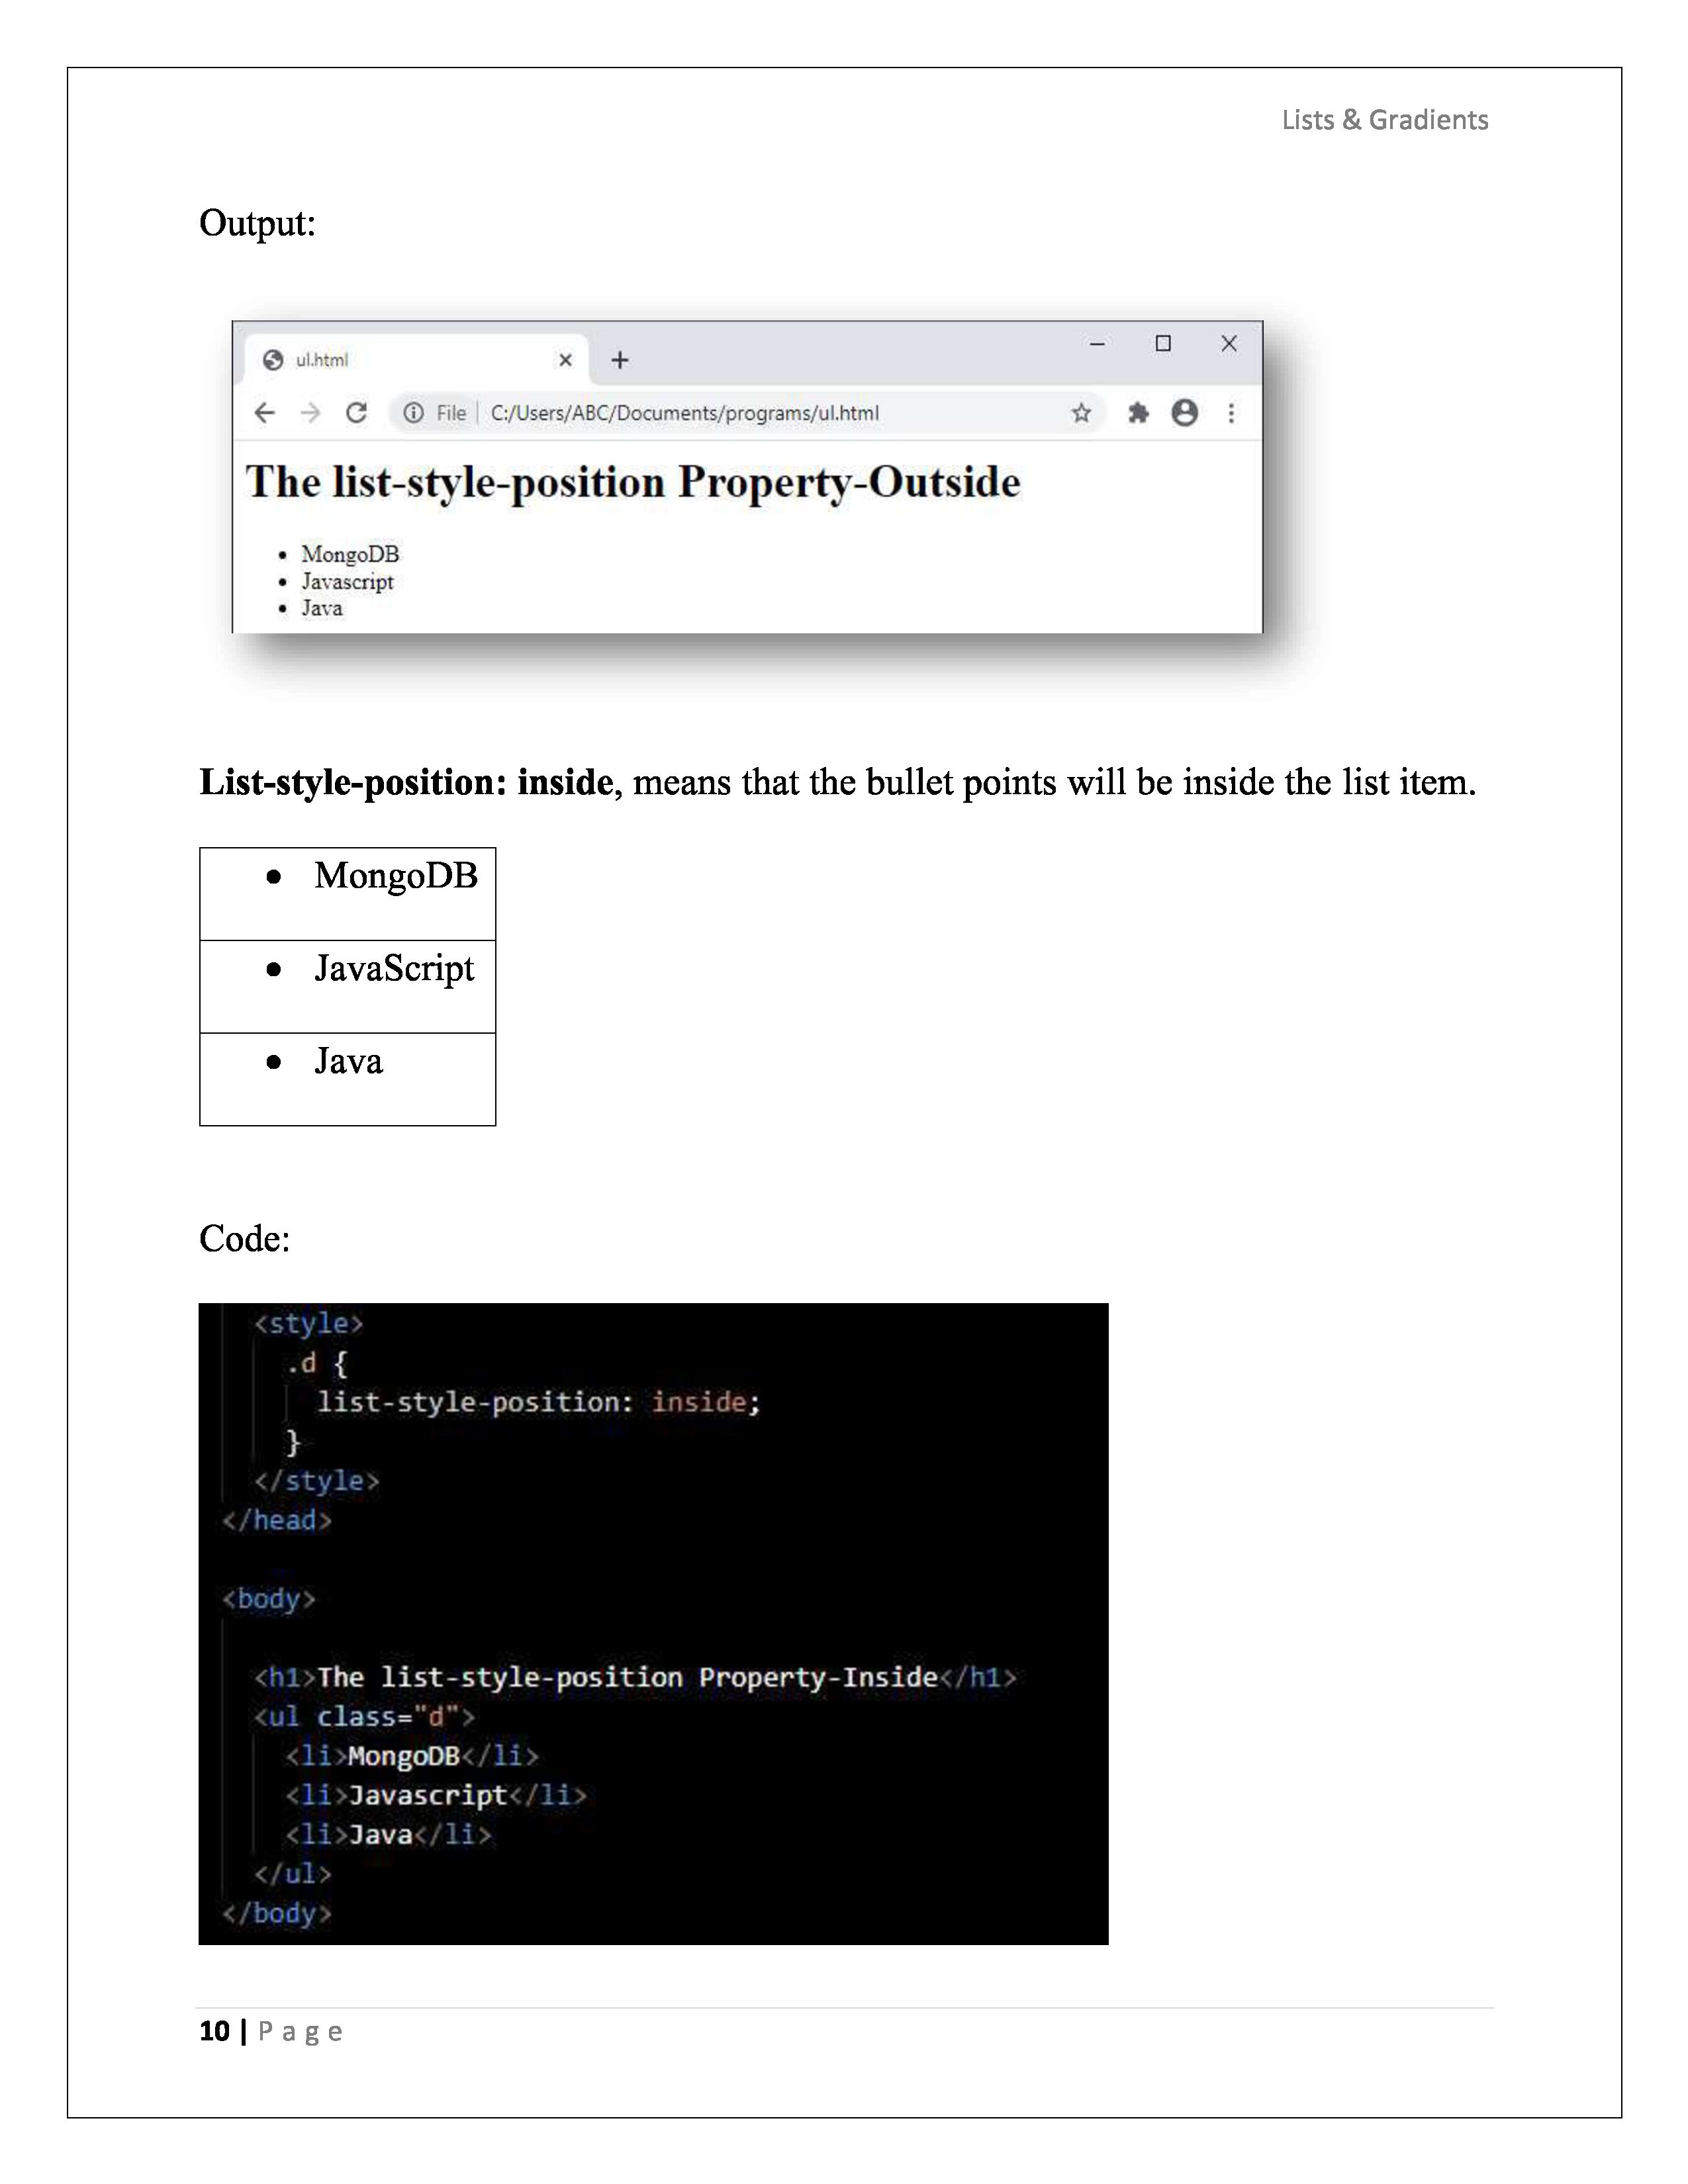 Lists & Gradients
Output:
ul.html
File C:/Users/ABC/Documents/programs/ul.html
The list-style-position Property-Outside
• MongoDB
• Javascript
• Java
List-style-position: inside, means that the bullet points will be inside the list item.
• MongoDB
• JavaScript
• Java
Code:
<style>
.d {
list-style-position: inside;
}
</style>
</head>
<body>
<h1>The list-style-position Property-Inside</h1>
<ul class="d">
<li>MongoDB</li>
<li>Javascript</li>
<li>Java</li>
</ul>
</body>
10 | Page